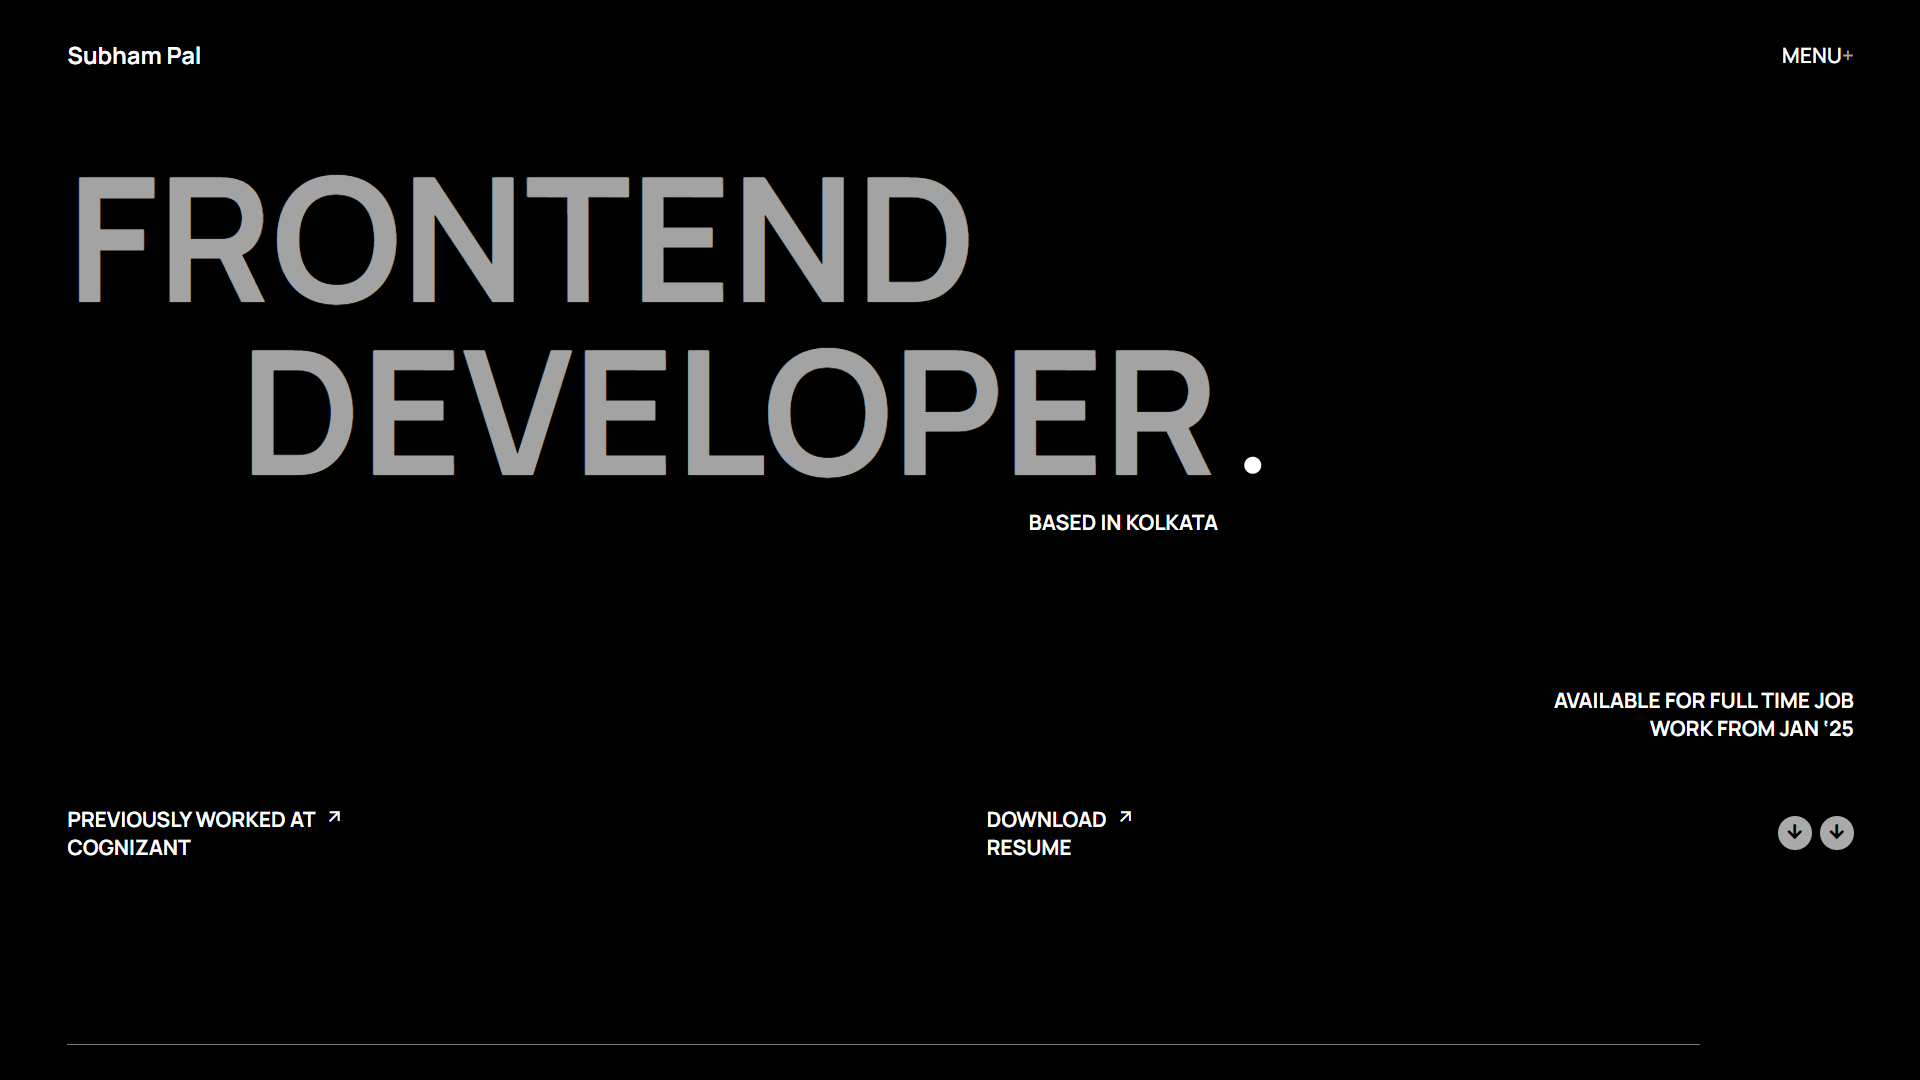 Subham Pal
MENU+
FRONTEND
DEVELOPER.
BASED IN KOLKATA
AVAILABLE FOR FULL TIME JOB
WORK FROM JAN ‛25
PREVIOUSLY WORKED AT
COGNIZANT
DOWNLOAD
RESUME